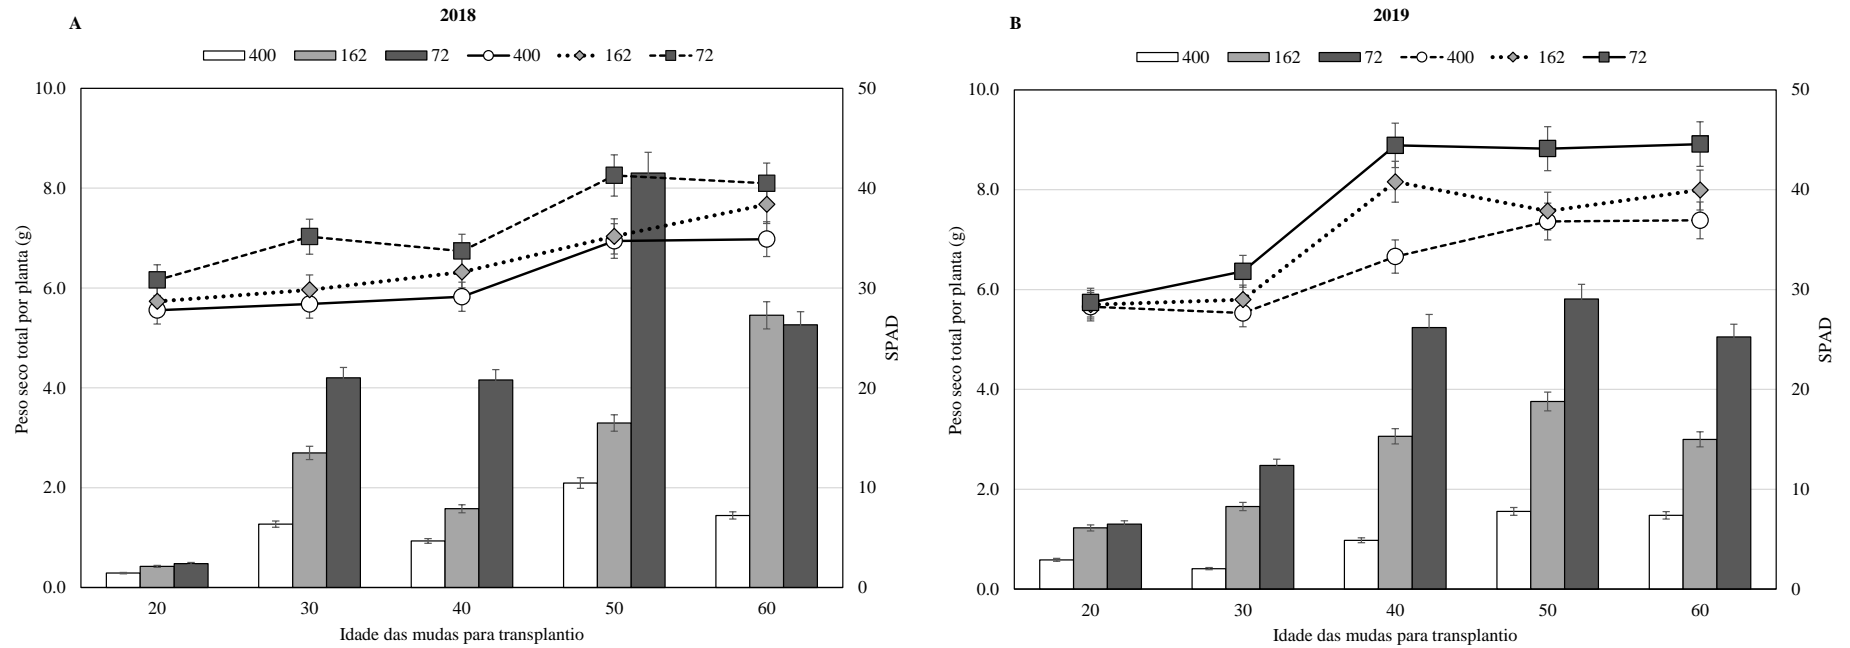 A
2018
400 162 72 400 162 72
10.0
8.0
6.0
4.0
2.0
0.0
Peso seco total por planta (g)
50
40
30
20
10
0
SPAD
20 30 40 50 60
Idade das mudas para transplantio
B
2019
400 162 72 400 162 72
10.0
8.0
6.0
4.0
2.0
0.0
Peso seco total por planta (g)
50
40
30
20
10
0
SPAD
20 30 40 50 60
Idade das mudas para transplantio